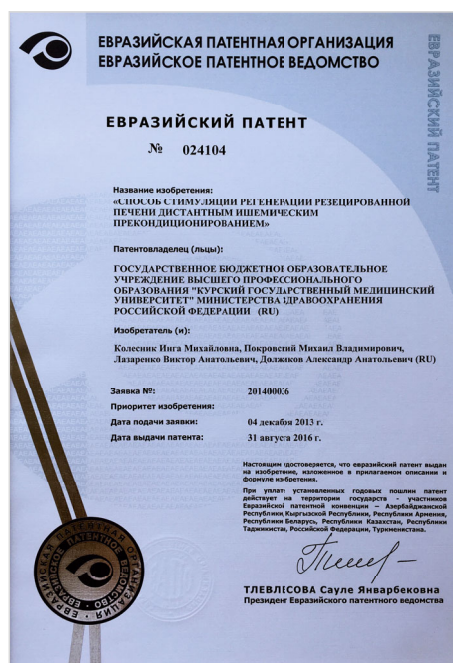 ЕВРАЗИЙСКАЯ ПАТЕНТНАЯ ОРГАНИЗАЦИЯ
ЕВРАЗИЙСКОЕ ПАТЕНТНОЕ ВЕДОМСТВО
ЕВРАЗИЙСКИЙ ПАТЕНТ
ЕВРАЗИЙСКИЙ ПАТЕНТ
№ 024104
Название изобретения:
«СПОСОБ СТИМУЛЯЦИИ РЕГЕНЕРАЦИИ РЕЗЕЦИРОВАННОЙ
ПЕЧЕНИ ДИСТАНТНЫМ ИШЕМИЧЕСКИМ
ПРЕКОНДИЦИОНИРОВАНИЕМ»
Патентовладелец (льцы):
ГОСУДАРСТВЕННОЕ БЮДЖЕТНОЕ ОБРАЗОВАТЕЛЬНОЕ
УЧРЕЖДЕНИЕ ВЫСШЕГО ПРОФЕССИОНАЛЬНОГО
ОБРАЗОВАНИЯ "КУРСКИЙ ГОСУДАРСТВЕННЫЙ МЕДИЦИНСКИЙ
УНИВЕРСИТЕТ" МИНИСТЕРСТВА ЗДРАВООХРАНЕНИЯ
РОССИЙСКОЙ ФЕДЕРАЦИИ (RU)
Изобретатель (и):
Колесник Инга Михайловна, Покровский Михаил Владимирович,
Лазаренко Виктор Анатольевич, Должиков Александр Анатольевич (RU)
Заявка №:
Приоритет изобретения:
Дата подачи заявки: 04 декабря 2013 г.
Дата выдачи патента: 31 августа 2016 г.
Настоящим удостоверяется, что евразийский патент выдан
на изобретение, изложенное в прилагаемом описании и
формуле изобретения.
При уплате установленных годовых пошлин патент
действует на территории государств - участников
Евразийской патентной конвенции – Азербайджанской
Республики, Кыргызской Республики, Республики Армения,
Республики Беларусь, Республики Казахстан, Республики
Таджикистан, Российской Федерации, Туркменистана.
ТЛЕВЛЕСОВА Сауле Январбековна
Президент Евразийского патентного ведомства
ЕВРАЗИЙСКАЯ ПАТЕНТНАЯ ОРГАНИЗАЦИЯ
ЕВРАЗИЙСКОЕ ПАТЕНТНОЕ ВЕДОМСТВО